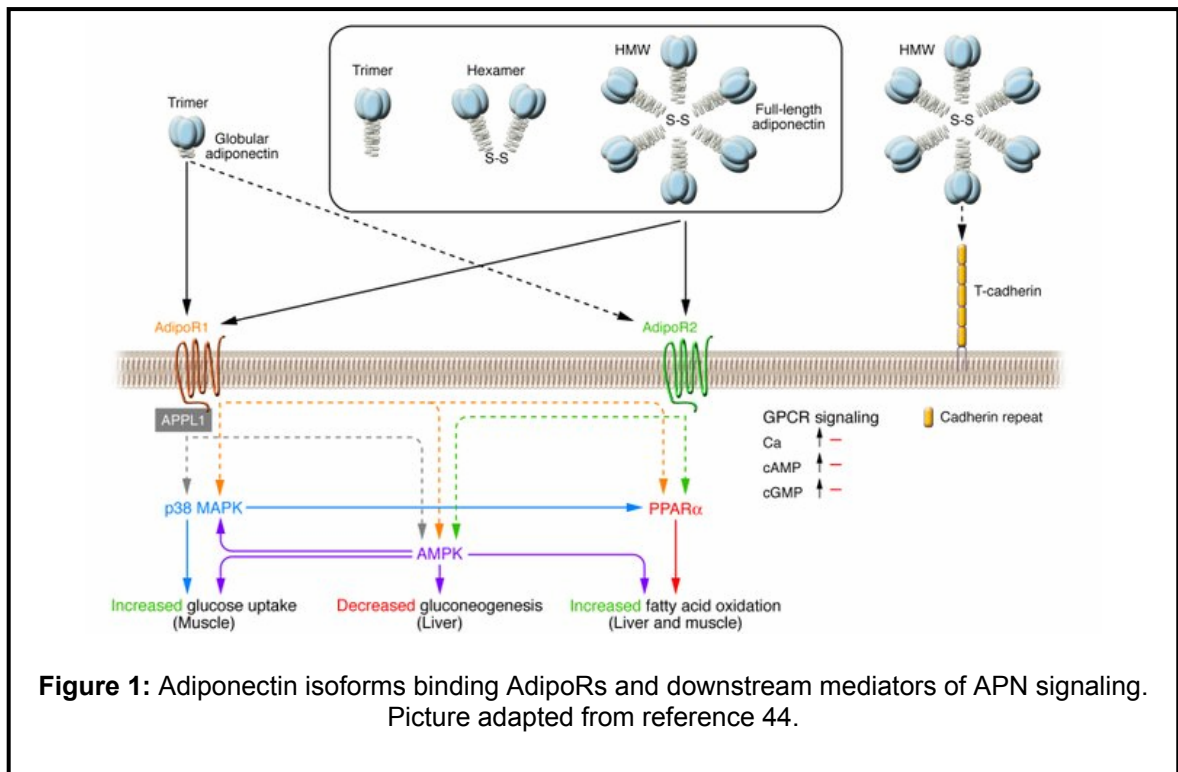 HMW
HMW
Trimer
Hexamer
Trimer
Globular
adiponectin
S-S
S-S
Full-length
adiponectin
S-S
T-cadherin
AdipoR1
AdipoR2
APPL1
GPCR signaling
Ca
cAMP
cGMP
Cadherin repeat
p38 MAPK
PPARα
AMPK
Increased glucose uptake
(Muscle)
Decreased gluconeogenesis
(Liver)
Increased fatty acid oxidation
(Liver and muscle)
Figure 1: Adiponectin isoforms binding AdipoRs and downstream mediators of APN signaling.
Picture adapted from reference 44.